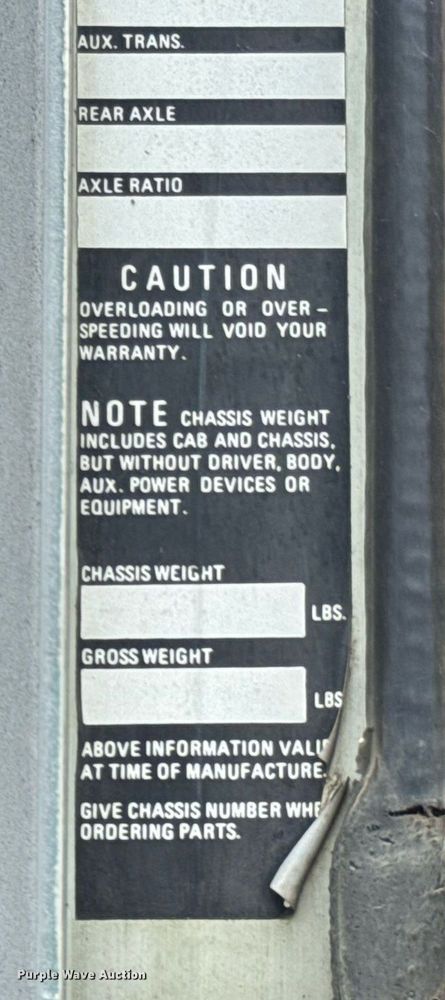 AUX. TRANS.
REAR AXLE
AXLE RATIO
CAUTION
OVERLOADING OR OVER-
SPEEDING WILL VOID YOUR
WARRANTY.
NOTE CHASSIS WEIGHT
INCLUDES CAB AND CHASSIS,
BUT WITHOUT DRIVER, BODY,
AUX. POWER DEVICES OR
EQUIPMENT.
CHASSIS WEIGHT
LBS.
GROSS WEIGHT
LBS
ABOVE INFORMATION VALI
AT TIME OF MANUFACTURE.
GIVE CHASSIS NUMBER WHE
ORDERING PARTS.
Purple Wave Auction